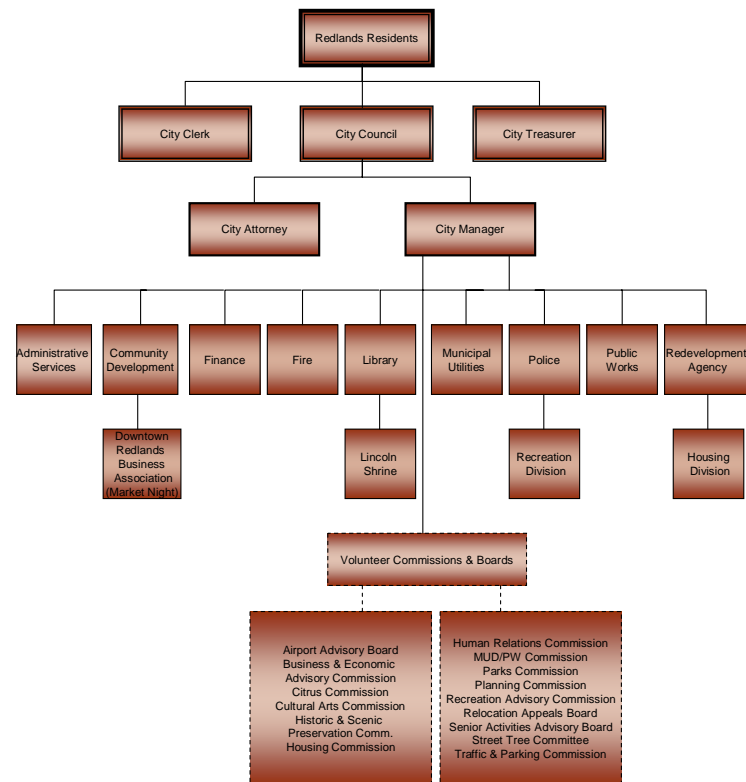 Redlands Residents
City Clerk
City Council
City Treasurer
City Attorney
City Manager
Administrative
Services
Community
Development
Finance
Fire
Library
Municipal
Utilities
Police
Public
Works
Redevelopment
Agency
Downtown
Redlands
Business
Association
(Market Night)
Lincoln
Shrine
Recreation
Division
Housing
Division
Volunteer Commissions & Boards
Airport Advisory Board
Business & Economic
Advisory Commission
Citrus Commission
Cultural Arts Commission
Historic & Scenic
Preservation Comm.
Housing Commission
Human Relations Commission
MUD/PW Commission
Parks Commission
Planning Commission
Recreation Advisory Commission
Relocation Appeals Board
Senior Activities Advisory Board
Street Tree Committee
Traffic & Parking Commission